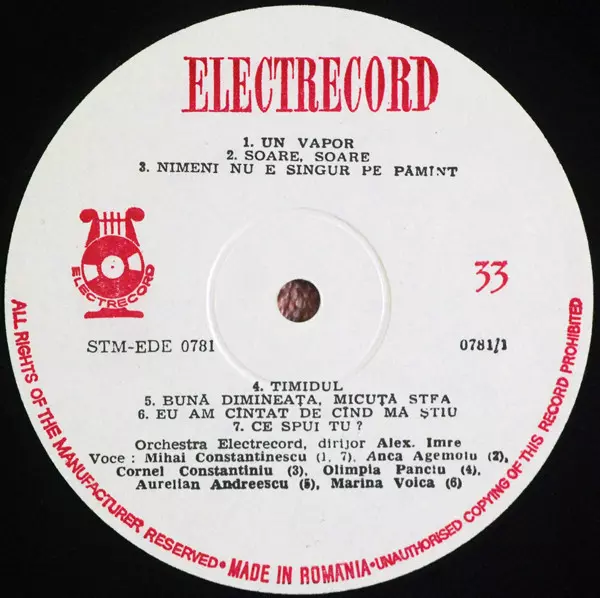 ELECTRECORD
1. UN VAPOR
2. SOARE, SOARE
3. NIMENI NU E SINGUR PE PĂMÎNT
ELECTRECORD
33
STM-EDE 0781
0781/1
4. TIMIDUL
5. BUNĂ DIMINEAȚA, MICUȚĂ STEA
6. EU AM CÎNTAT DE CÎND MĂ ȘTIU
7. CE SPUI TU?
Orchestra Electrecord, dirijor Alex. Imre
Voce: Mihai Constantinescu (1, 7), Anca Agemolu (2),
Cornel Constantiniu (3), Olimpia Panciu (4),
Aurelian Andreescu (5), Marina Voica (6)
ALL RIGHTS OF THE MANUFACTURER RESERVED • MADE IN ROMÂNIA • UNAUTHORISED COPYING OF THIS RECORD PROHIBITED